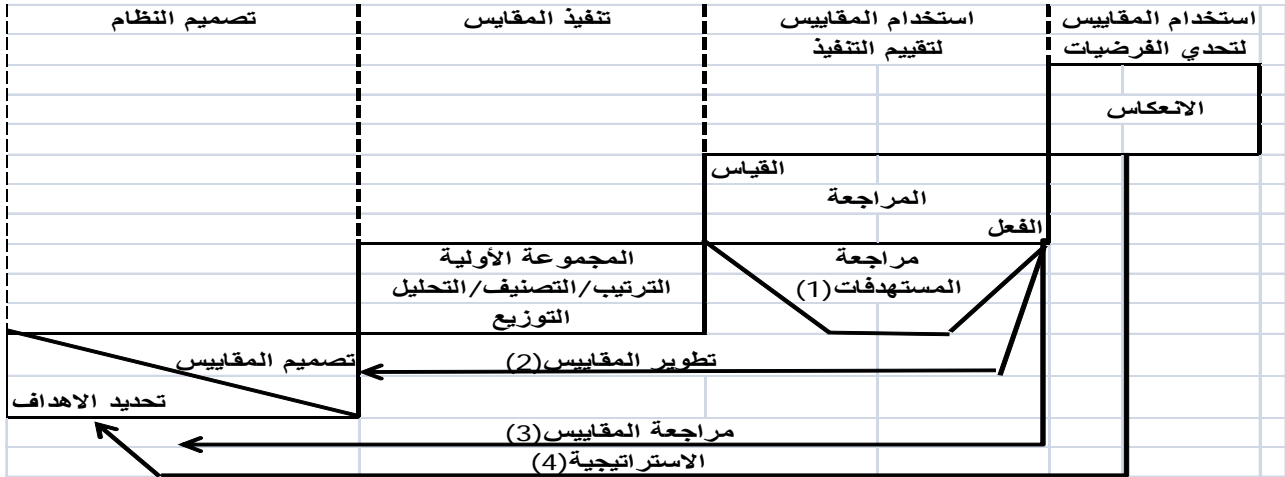 استخدام المقاييس
لتحدي الفرضيات
استخدام المقاييس
لتقييم التنفيذ
تنفيذ المقايس
تصميم النظام
الانعكاس
القياس
المراجعة
الفعل
مراجعة
المستهدفات(1)
المجموعة الأولية
الترتيب/التصنيف/التحليل
التوزيع
تصميم المقاييس
تحديد الاهداف
تطوير المقاييس(2)
مراجعة المقاييس(3)
الاستراتيجية(4)